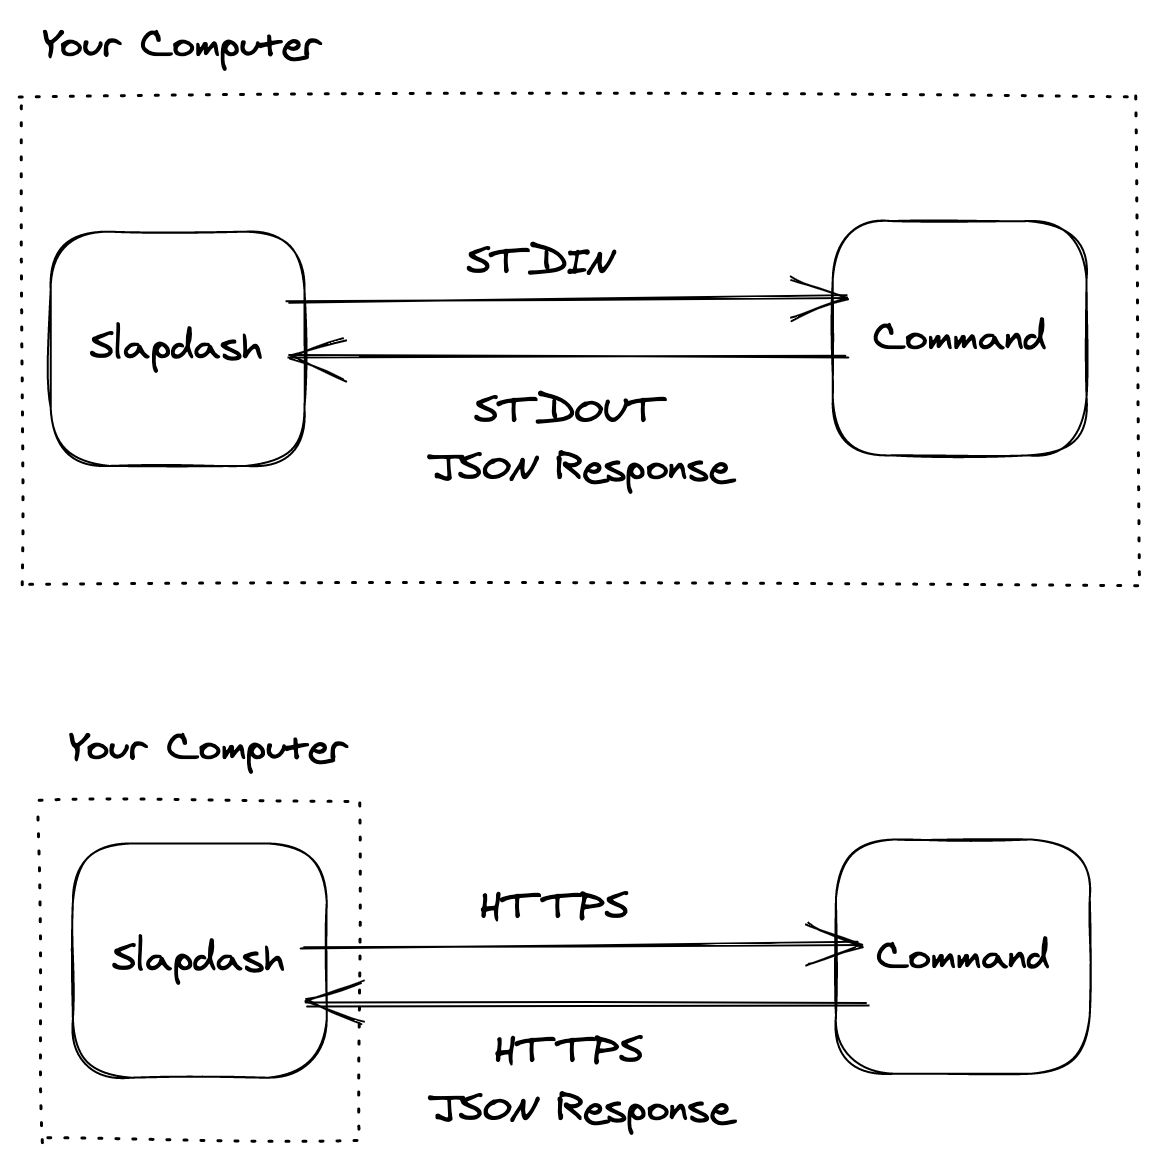 Your Computer
STDIN
Slapdash
Command
STDOUT
JSON Response
Your Computer
HTTPS
Slapdash
Command
HTTPS
JSON Response